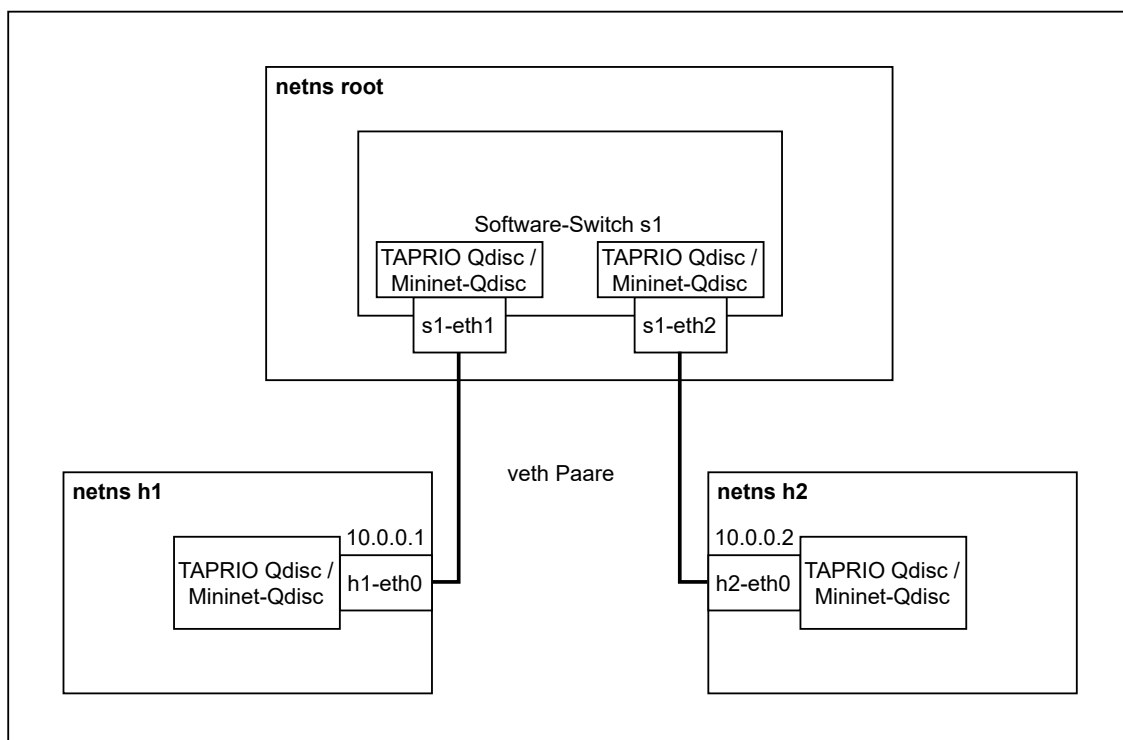 netns root
Software-Switch s1
TAPRIO Qdisc /
Mininet-Qdisc
TAPRIO Qdisc /
Mininet-Qdisc
s1-eth1
s1-eth2
veth Paare
netns h1
10.0.0.1
TAPRIO Qdisc /
Mininet-Qdisc
h1-eth0
netns h2
10.0.0.2
h2-eth0
TAPRIO Qdisc /
Mininet-Qdisc